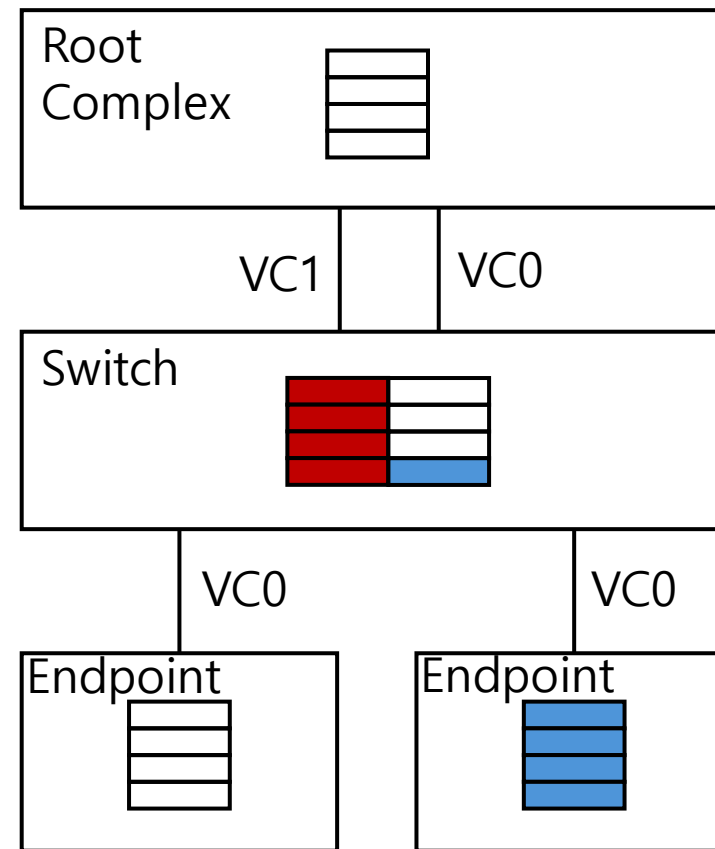 Root
Complex
VC1
VC0
Switch
VC0
VC0
Endpoint
Endpoint